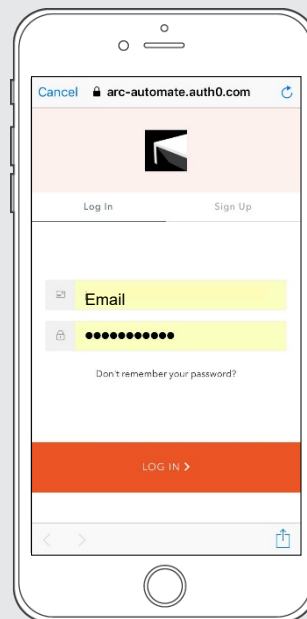 Cancel arc-automate.auth0.com
Log In Sign Up
Email
●●●●●●●●●●●
Don't remember your password?
LOG IN >